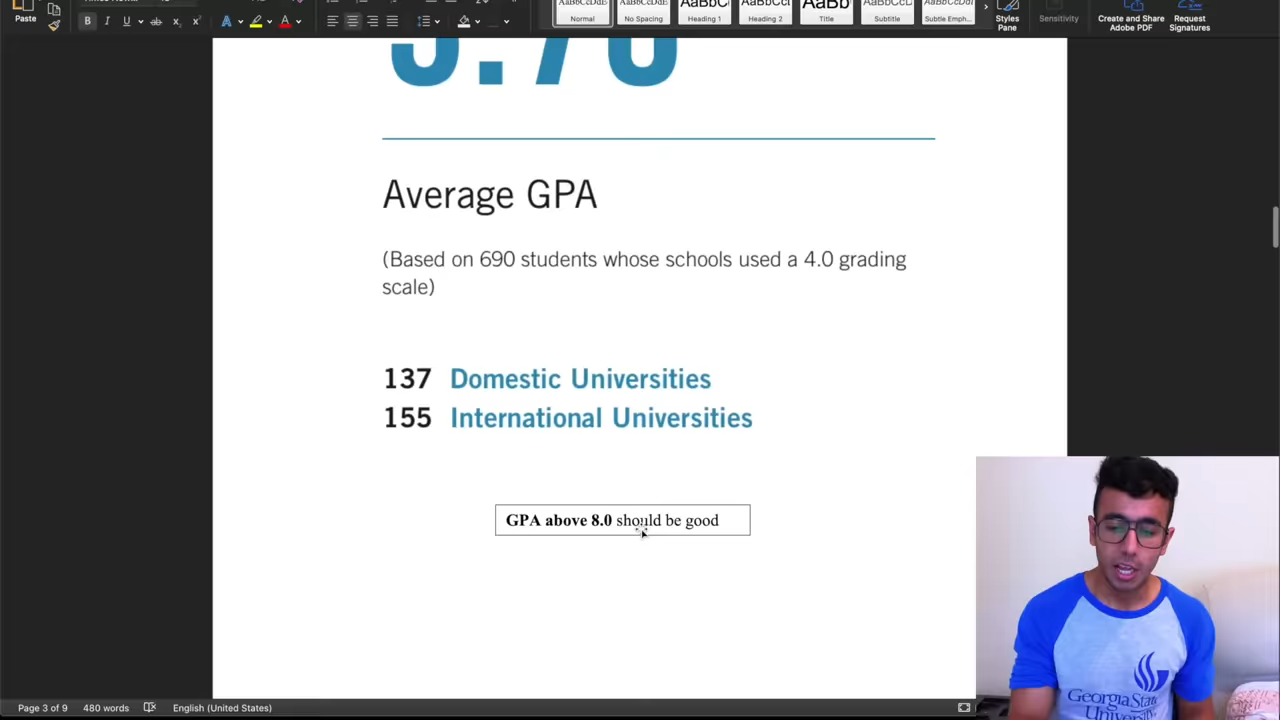 Paste
Normal
No Spacing
Heading 1
Heading 2
Title
Subtitle
Subtle Emph...
Styles
Pane
Sensitivity
Create and Share
Adobe PDF
Request
Signatures
Average GPA
(Based on 690 students whose schools used a 4.0 grading
scale)
137 Domestic Universities
155 International Universities
GPA above 8.0 should be good
Georgia State
University
Page 3 of 9
480 words
English (United States)